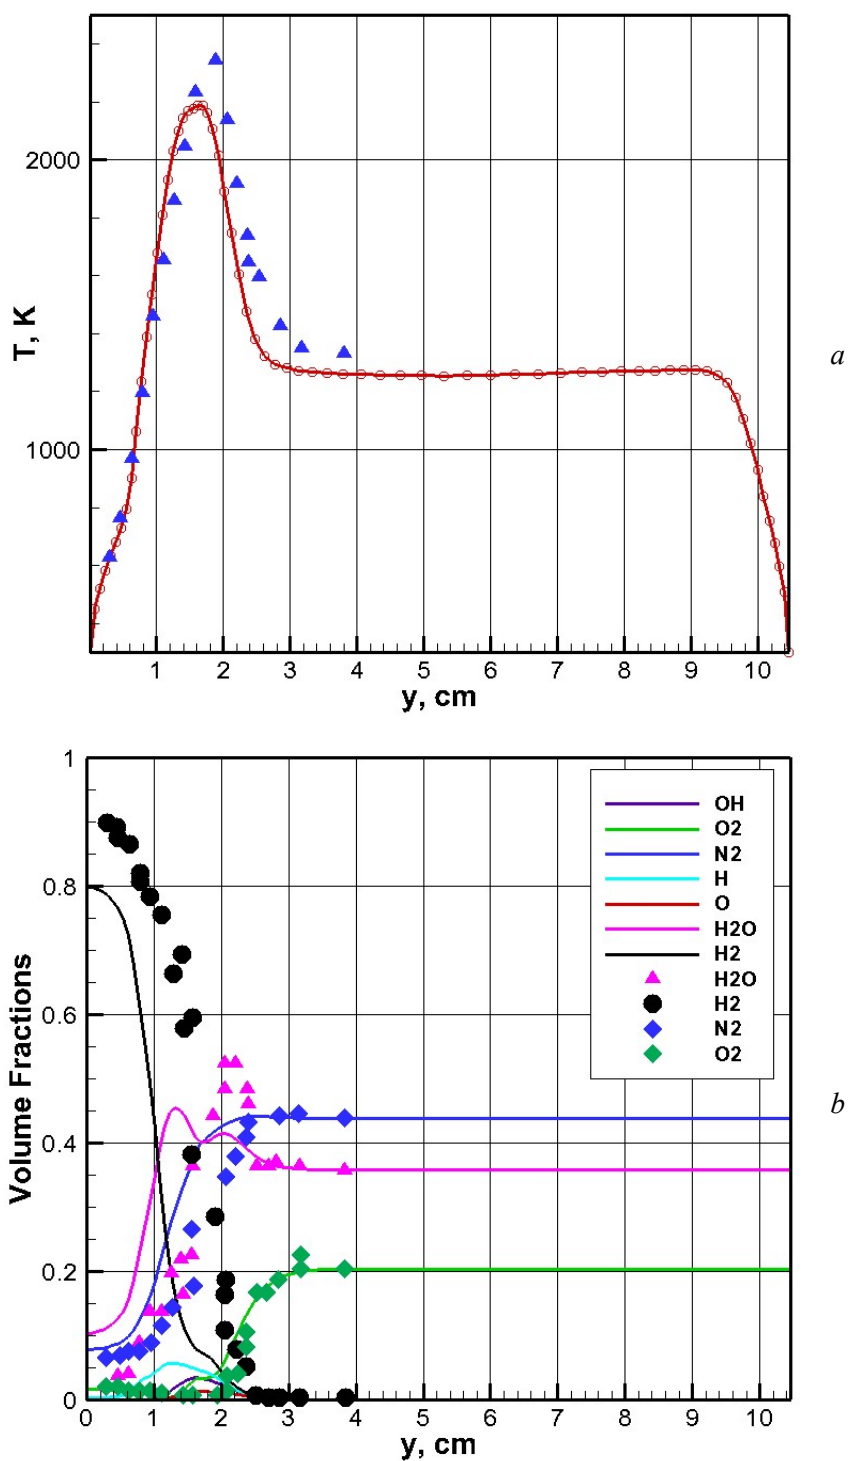 2000
1000
T, K
1 2 3 4 5 6 7 8 9 10
y, cm
a
1
0.8
0.6
0.4
0.2
0
Volume Fractions
OH
O2
N2
H
O
H2O
H2
H2O
H2
N2
O2
b
0 1 2 3 4 5 6 7 8 9 10
y, cm